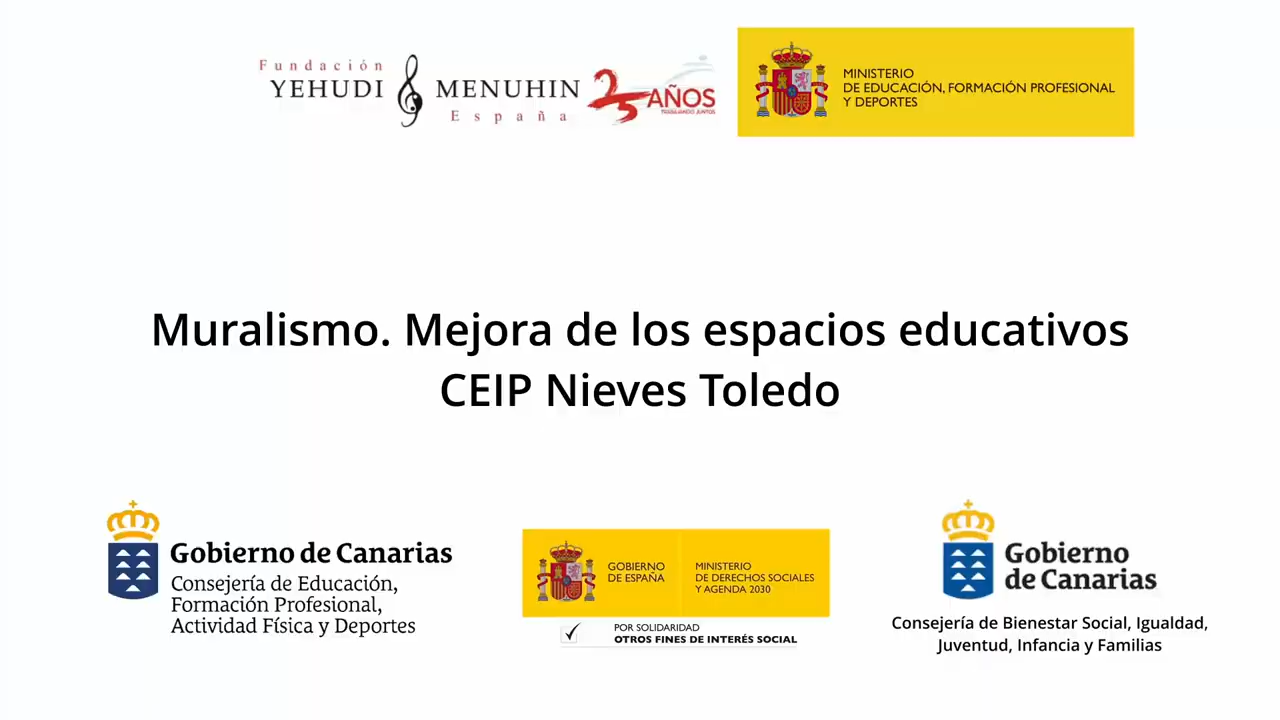 Fundación
YEHUDI MENUHIN
España
25 AÑOS
TRABAJANDO JUNTOS
MINISTERIO
DE EDUCACIÓN, FORMACIÓN PROFESIONAL
Y DEPORTES
Muralismo. Mejora de los espacios educativos
CEIP Nieves Toledo
Gobierno de Canarias
Consejería de Educación,
Formación Profesional,
Actividad Física y Deportes
GOBIERNO
DE ESPAÑA
MINISTERIO
DE DERECHOS SOCIALES
Y AGENDA 2030
POR SOLIDARIDAD
OTROS FINES DE INTERÉS SOCIAL
Gobierno
de Canarias
Consejería de Bienestar Social, Igualdad,
Juventud, Infancia y Familias